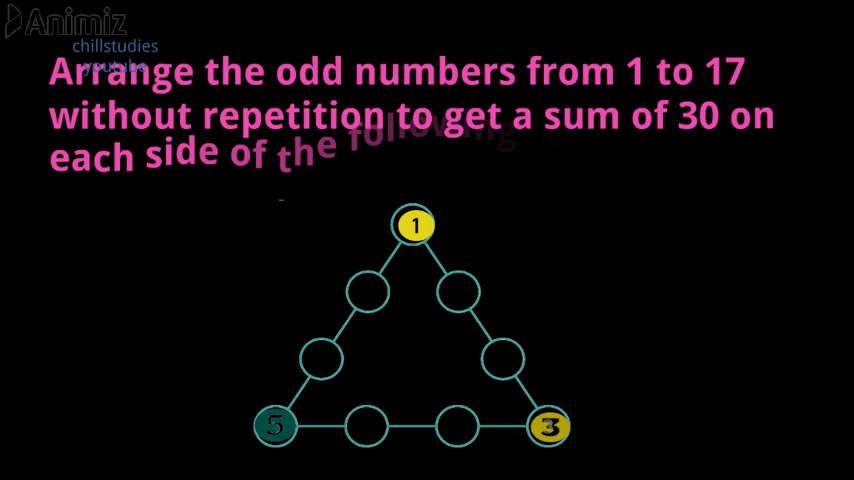 Animiz
chillstudies
youtube
Arrange the odd numbers from 1 to 17
without repetition to get a sum of 30 on
each side of the following
1
5
3